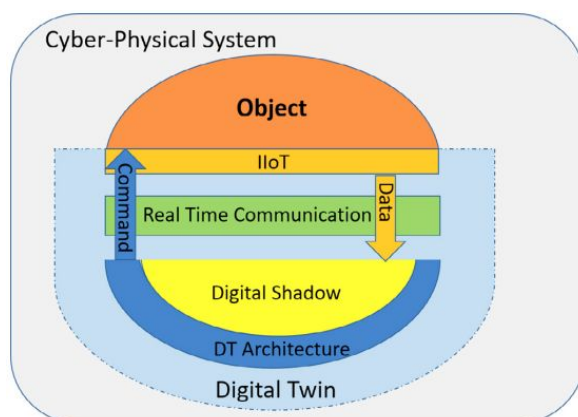 Cyber-Physical System
Object
IIoT
Command
Data
Real Time Communication
Digital Shadow
DT Architecture
Digital Twin